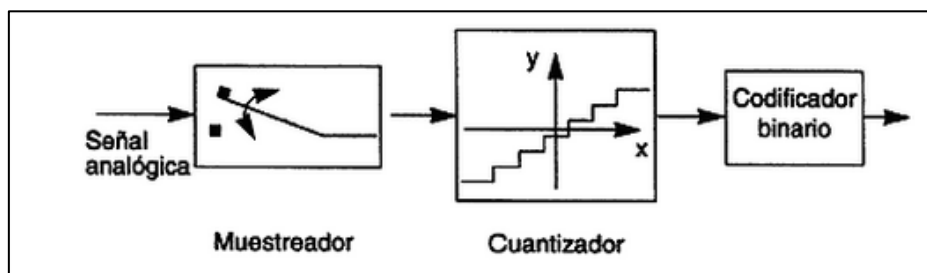 Señal
analógica
Muestreador
y
x
Cuantizador
Codificador
binario